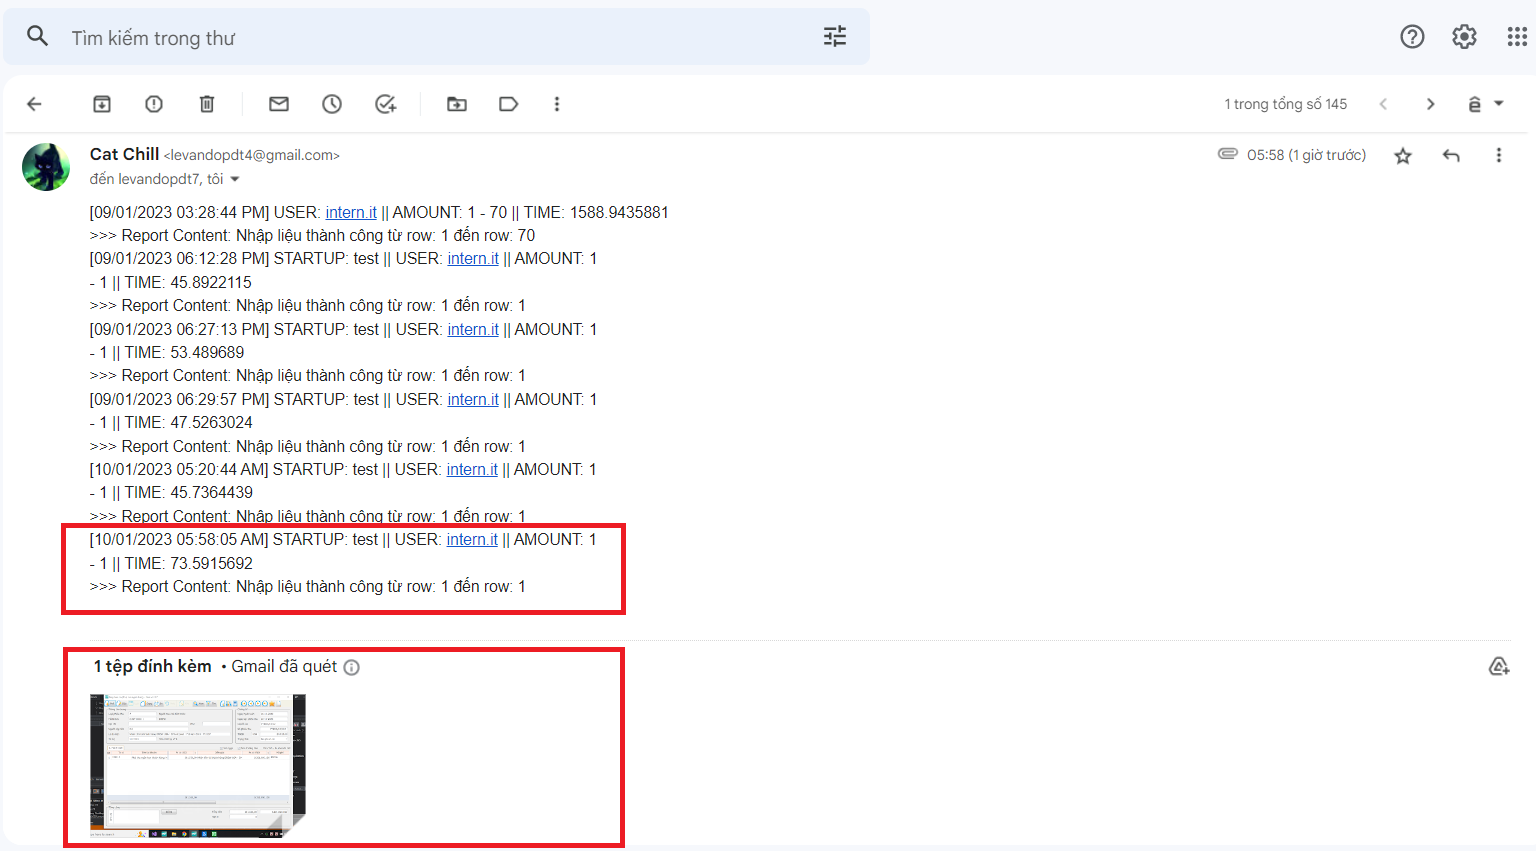 Tìm kiếm trong thư
1 trong tổng số 145
ê
Cat Chill <levandopdt4@gmail.com>
05:58 (1 giờ trước)
đến levandopdt7, tôi
[09/01/2023 03:28:44 PM] USER: intern.it || AMOUNT: 1 - 70 || TIME: 1588.9435881
>>> Report Content: Nhập liệu thành công từ row: 1 đến row: 70
[09/01/2023 06:12:28 PM] STARTUP: test || USER: intern.it || AMOUNT: 1
- 1 || TIME: 45.8922115
>>> Report Content: Nhập liệu thành công từ row: 1 đến row: 1
[09/01/2023 06:27:13 PM] STARTUP: test || USER: intern.it || AMOUNT: 1
- 1 || TIME: 53.489689
>>> Report Content: Nhập liệu thành công từ row: 1 đến row: 1
[09/01/2023 06:29:57 PM] STARTUP: test || USER: intern.it || AMOUNT: 1
- 1 || TIME: 47.5263024
>>> Report Content: Nhập liệu thành công từ row: 1 đến row: 1
[10/01/2023 05:20:44 AM] STARTUP: test || USER: intern.it || AMOUNT: 1
- 1 || TIME: 45.7364439
>>> Report Content: Nhập liệu thành công từ row: 1 đến row: 1
[10/01/2023 05:58:05 AM] STARTUP: test || USER: intern.it || AMOUNT: 1
- 1 || TIME: 73.5915692
>>> Report Content: Nhập liệu thành công từ row: 1 đến row: 1
1 tệp đính kèm • Gmail đã quét